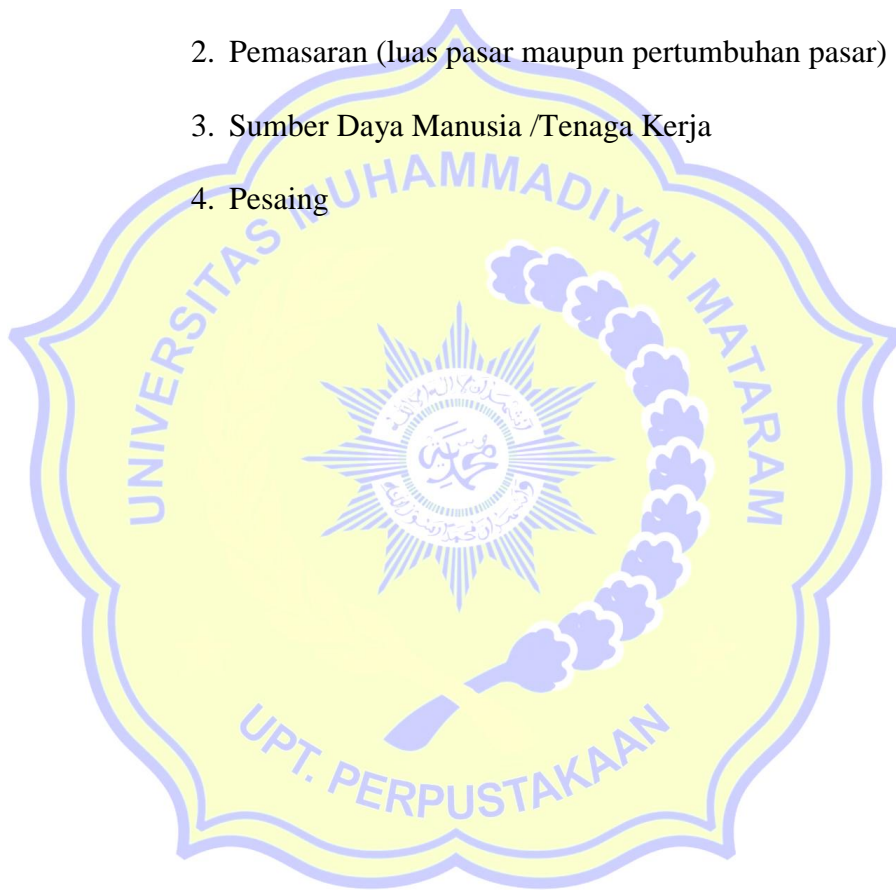 2. Pemasaran (luas pasar maupun pertumbuhan pasar)
3. Sumber Daya Manusia /Tenaga Kerja
4. Pesaing
UNIVERSITAS MUHAMMADIYAH MATARAM
محمدية
UPT. PERPUSTAKAAN